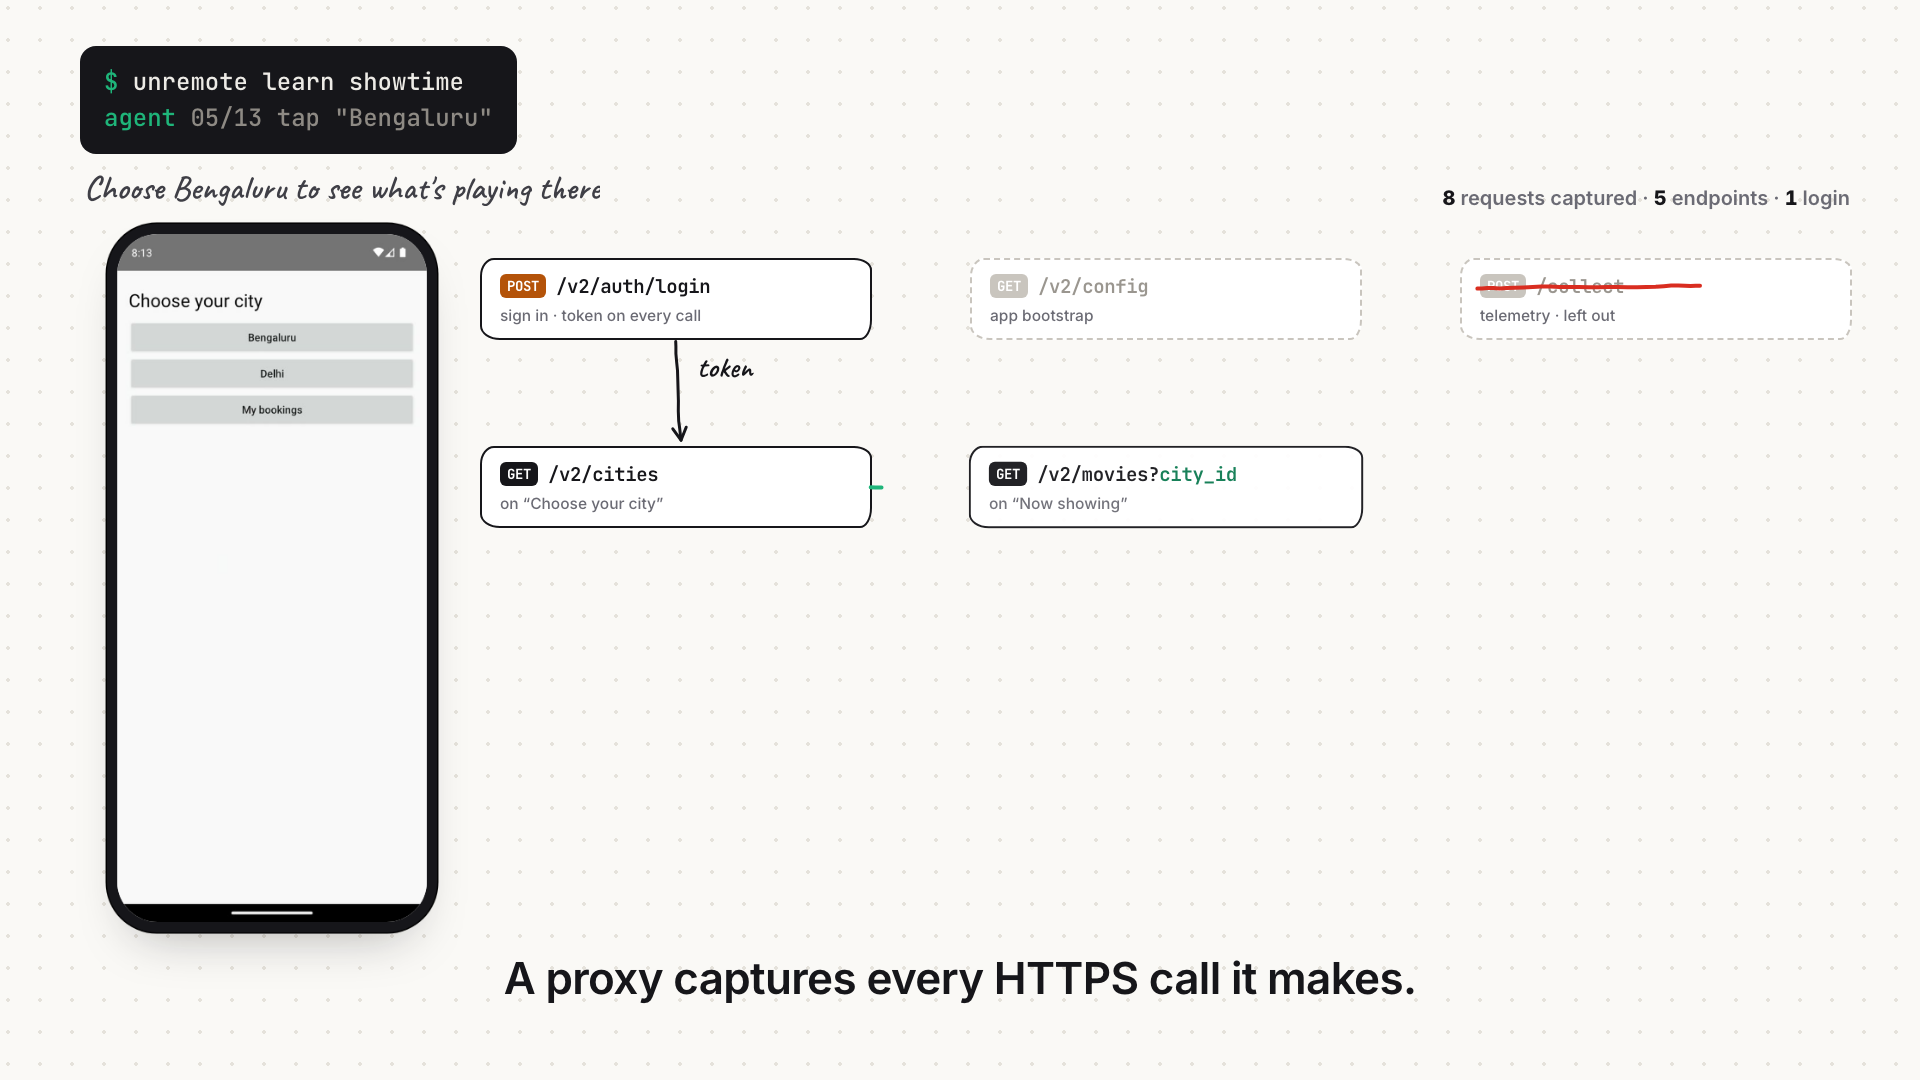 $ unremote learn showtime
agent 05/13 tap "Bengaluru"
Choose Bengaluru to see what's playing there
8 requests captured · 5 endpoints · 1 login
8:13
Choose your city
Bengaluru
Delhi
My bookings
POST /v2/auth/login
sign in · token on every call
GET /v2/config
app bootstrap
POST /collect
telemetry · left out
token
GET /v2/cities
on “Choose your city”
GET /v2/movies?city_id
on “Now showing”
A proxy captures every HTTPS call it makes.